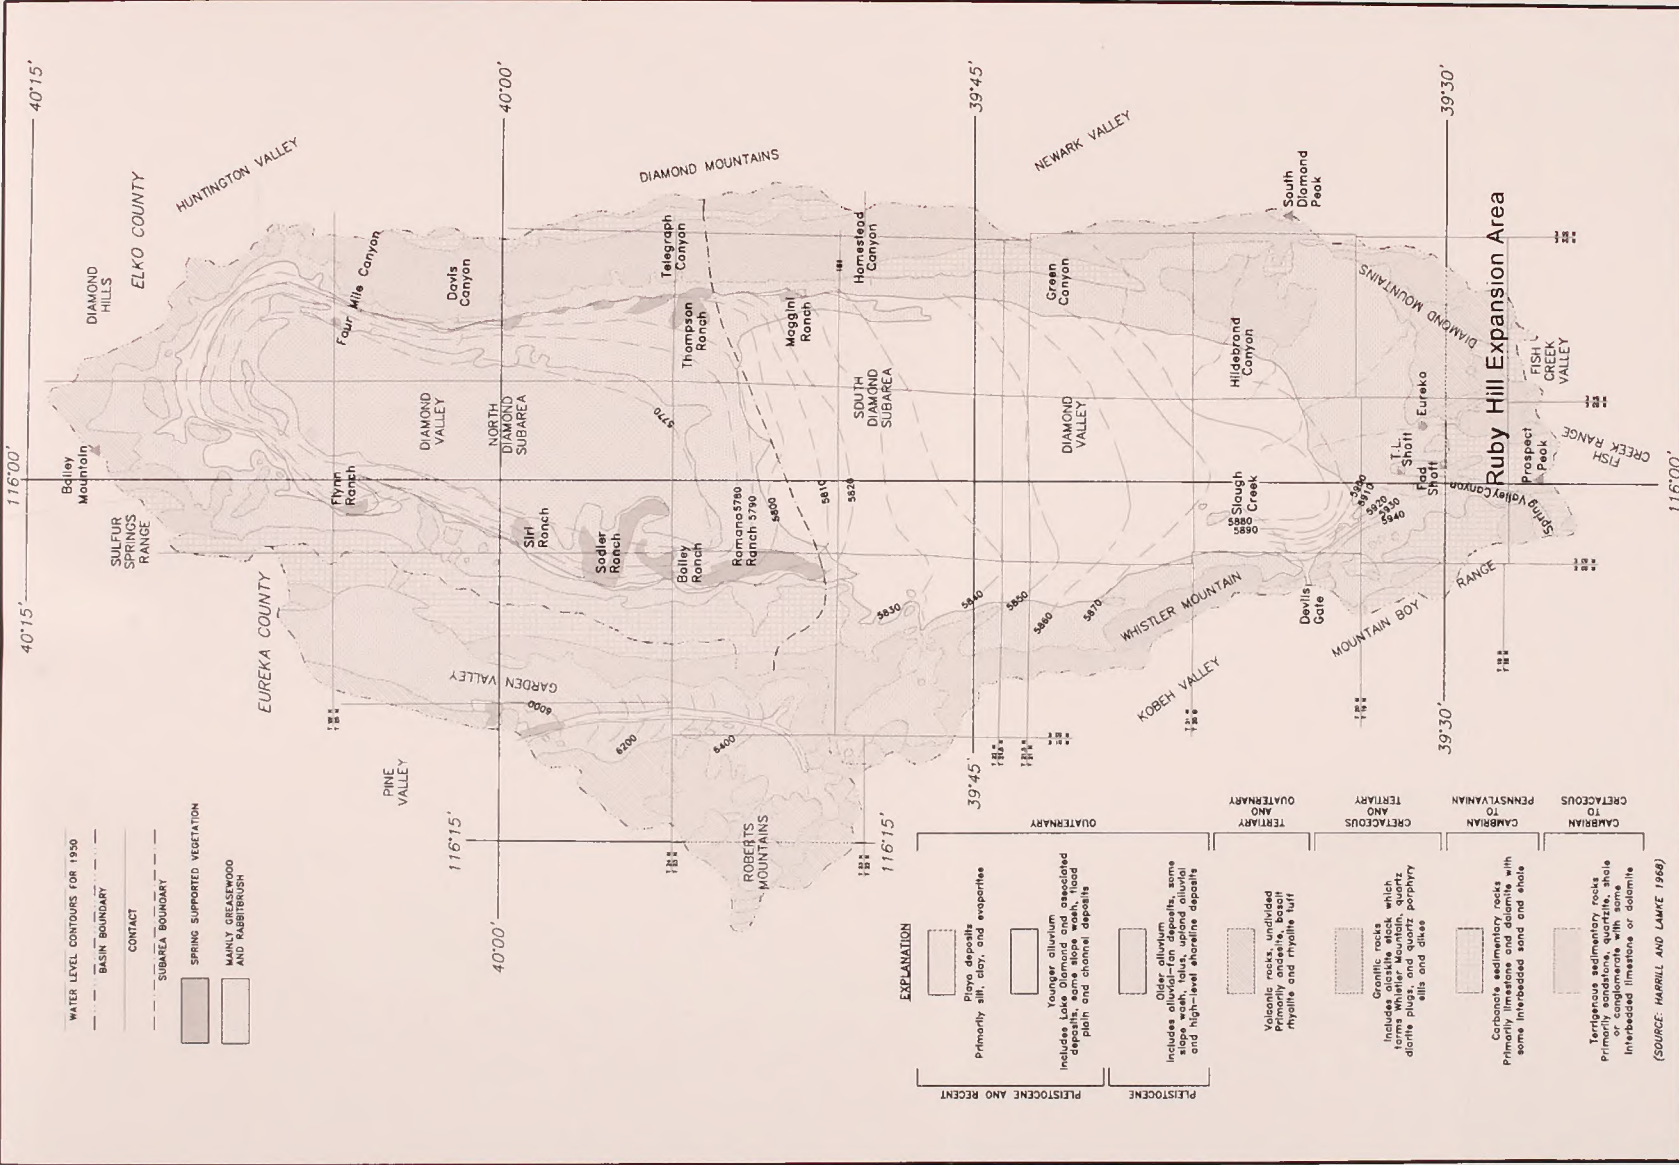 40°15'
116°00'
40°15'
40°00'
39°45'
39°30'
DIAMOND
HILLS
ELKO COUNTY
HUNTINGTON VALLEY
DIAMOND MOUNTAINS
NEWARK VALLEY
South
Diamond
Peak
Bailey
Mountain
SULFUR
SPRINGS
RANGE
EUREKA COUNTY
Four Mile Canyon
Davis
Canyon
Telegraph
Canyon
Homestead
Canyon
Green
Canyon
Hildebrand
Canyon
DIAMOND MOUNTAINS
Flynn
Ranch
Siri
Ranch
Sadler
Ranch
Bailey
Ranch
Romano
Ranch
Thompson
Ranch
Maggini
Ranch
DIAMOND
VALLEY
NORTH
DIAMOND
SUBAREA
SOUTH
DIAMOND
SUBAREA
DIAMOND
VALLEY
5770
5780
5790
5800
5810
5820
5830
5840
5850
5860
5870
5880
5890
5910
5920
5930
5940
Slough
Creek
Eureka
T.L.
Shaft
Fad
Shaft
Ruby Hill Expansion Area
Prospect
Peak
Spring Valley Canyon
FISH
CREEK
VALLEY
FISH
CREEK RANGE
116°00'
Devils
Gate
WHISTLER MOUNTAIN
MOUNTAIN BOY RANGE
KOBEH VALLEY
GARDEN VALLEY
6000
6200
6400
PINE
VALLEY
ROBERTS
MOUNTAINS
116°15'
116°15'
40°00'
39°45'
39°30'
WATER LEVEL CONTOURS FOR 1950
BASIN BOUNDARY
CONTACT
SUBAREA BOUNDARY
SPRING SUPPORTED VEGETATION
MAINLY GREASEWOOD
AND RABBITBRUSH
EXPLANATION
Playa deposits
Primarily silt, clay, and evaporites
Younger alluvium
Includes Lake Diamond and associated
deposits, some slope wash, flood
plain and channel deposits
Older alluvium
Includes alluvial-fan deposits, some
slope wash, talus, upland alluvial
and high-level shoreline deposits
Volcanic rocks, undivided
Primarily andesite, basalt
rhyolite and rhyolite tuff
Granitic rocks
Includes alaskite stock which
forms Whistler Mountain, quartz
diorite plugs, and quartz porphyry
sills and dikes
Carbonate sedimentary rocks
Primarily limestone and dolomite with
some interbedded sand and shale
Terrigenous sedimentary rocks
Primarily sandstone, quartzite, shale
or conglomerate with some
interbedded limestone or dolomite
PLEISTOCENE AND RECENT
PLEISTOCENE
QUATERNARY
TERTIARY
AND
QUATERNARY
CRETACEOUS
AND
TERTIARY
CAMBRIAN
TO
PENNSYLVANIAN
CAMBRIAN
TO
CRETACEOUS
(SOURCE: HARRILL AND LAMKE 1968)